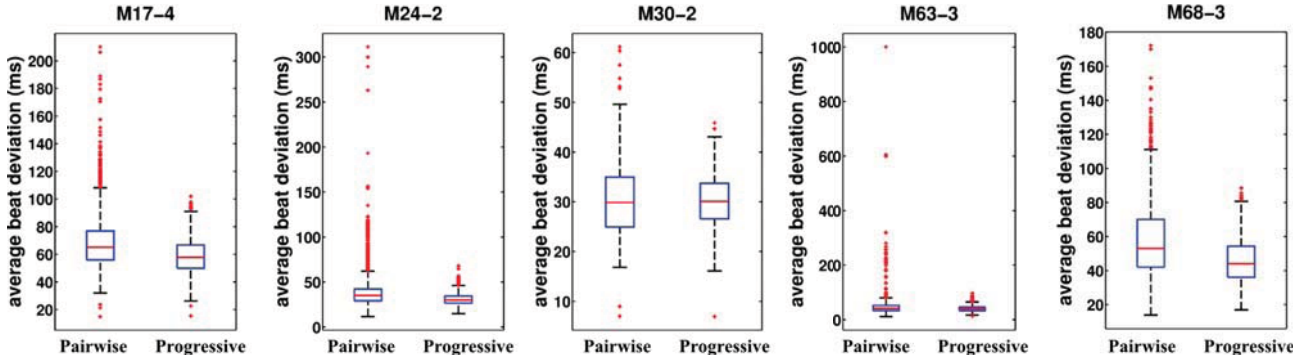 M17-4
M24-2
M30-2
M63-3
M68-3
average beat deviation (ms)
200
180
160
140
120
100
80
60
40
20
Pairwise Progressive
average beat deviation (ms)
300
250
200
150
100
50
0
Pairwise Progressive
average beat deviation (ms)
60
50
40
30
20
10
Pairwise Progressive
average beat deviation (ms)
1000
800
600
400
200
0
Pairwise Progressive
average beat deviation (ms)
180
160
140
120
100
80
60
40
20
Pairwise Progressive